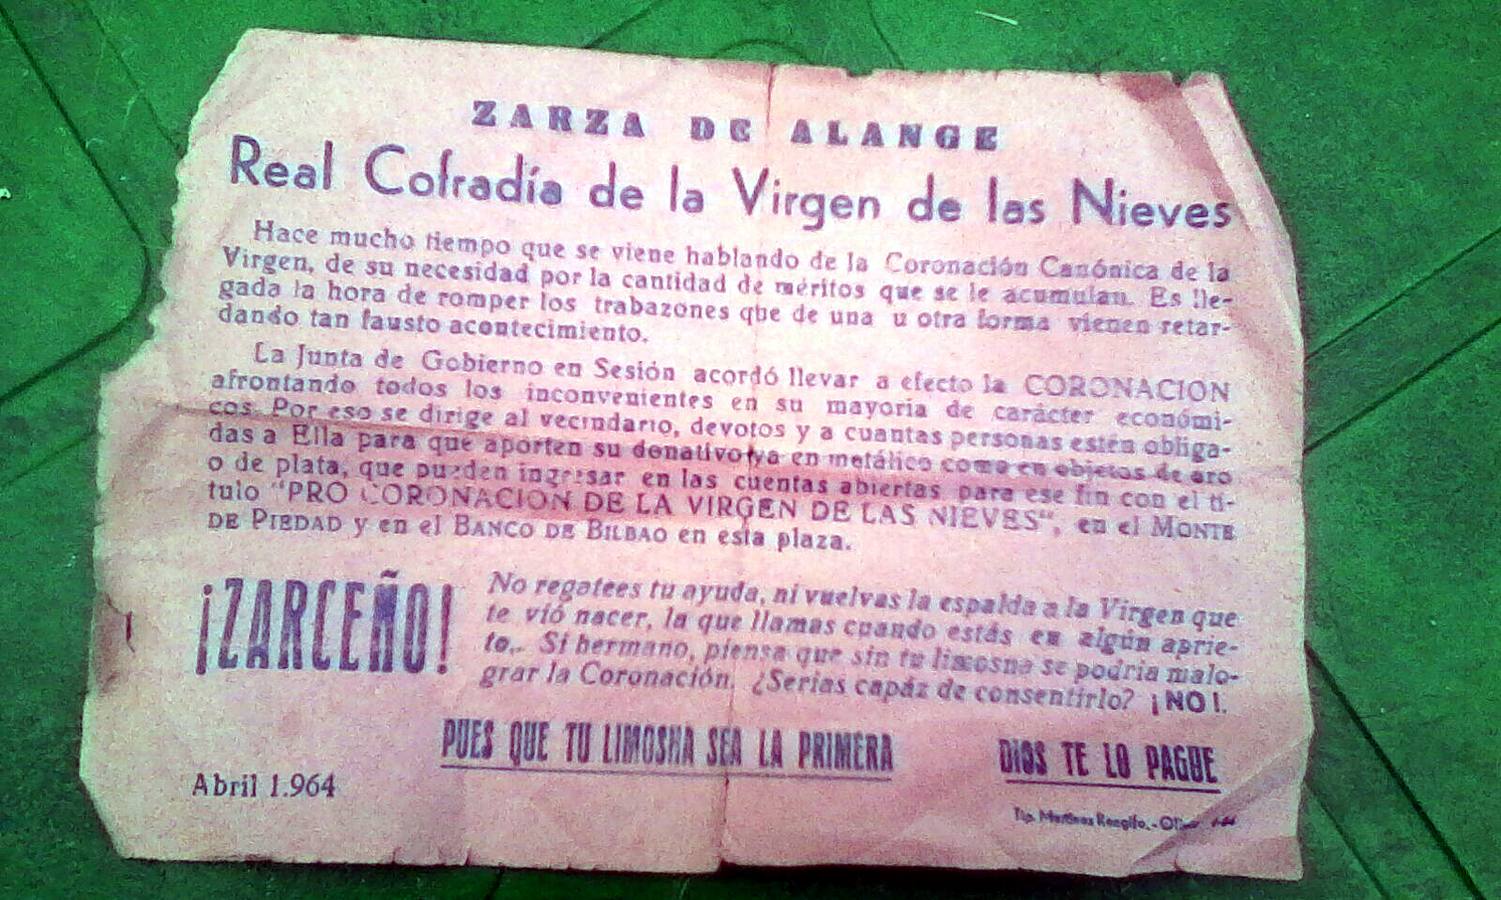 ZARZA DE ALANGE
Real Cofradía de la Virgen de las Nieves
Hace mucho tiempo que se viene hablando de la Coronación Canónica de la
Virgen, de su necesidad por la cantidad de méritos que se le acumulan. Es lle-
gada la hora de romper los trabazones qbe de una u otra forma vienen retar-
dando tan fausto acontecimiento.
La Junta de Gobierno en Sesión acordó llevar a efecto la CORONACION
afrontando todos los inconvenientes en su mayoría de carácter económi-
cos. Por eso se dirige al vecindario, devotos y a cuantas personas estén obliga-
das a Ella para que aporten su donativo ya en metálico como en objetos de oro
o de plata, que puedan ingresar en las cuentas abiertas para ese fin con el tí-
tulo "PRO CORONACION DE LA VIRGEN DE LAS NIEVES", en el MONTE
DE PIEDAD y en el BANCO DE BILBAO en esta plaza.
¡ZARCEÑO!
No regatees tu ayuda, ni vuelvas la espalda a la Virgen que
te vió nacer, la que llamas cuando estás en algún aprie-
to,. Si hermano, piensa que sin tu limosna se podría malo-
grar la Coronación. ¿Serías capáz de consentirlo? ¡NO!.
PUES QUE TU LIMOSNA SEA LA PRIMERA
DIOS TE LO PAGUE
Abril 1.964
Tip. Martínez Rengifo.-